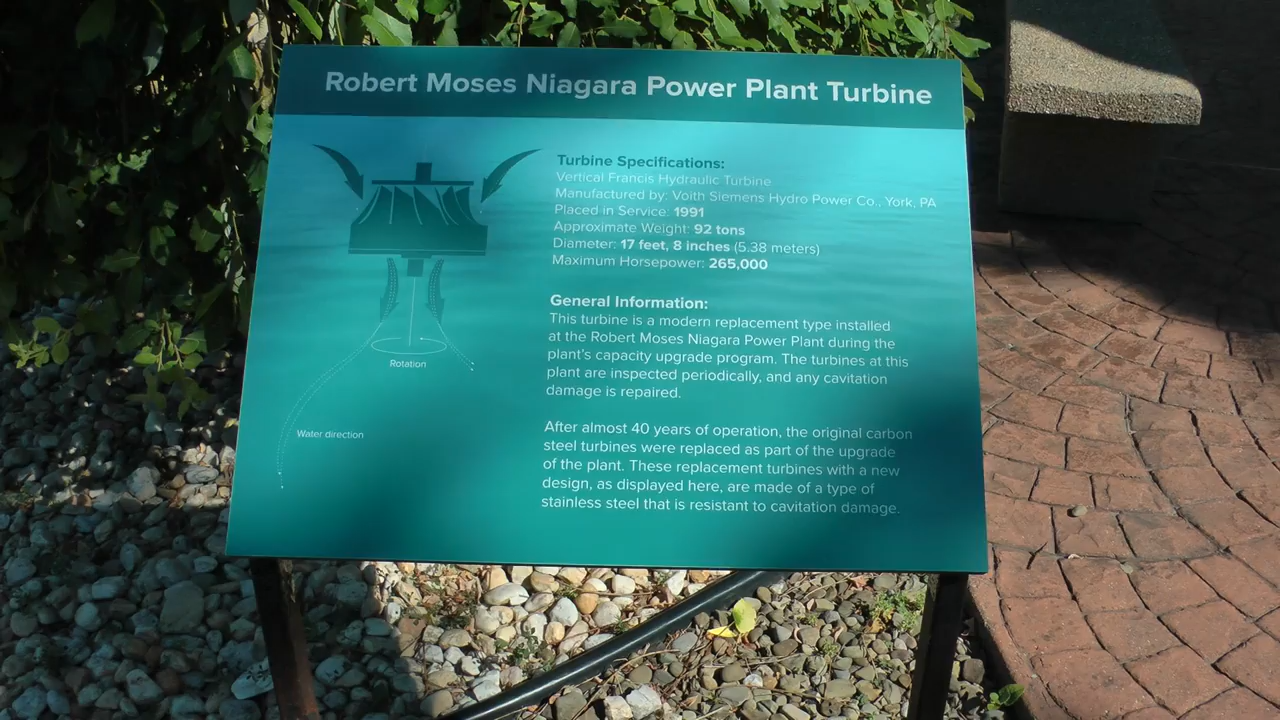 Robert Moses Niagara Power Plant Turbine
Turbine Specifications:
Vertical Francis Hydraulic Turbine
Manufactured by: Voith Siemens Hydro Power Co., York, PA
Placed in Service: 1991
Approximate Weight: 92 tons
Diameter: 17 feet, 8 inches (5.38 meters)
Maximum Horsepower: 265,000
General Information:
This turbine is a modern replacement type installed
at the Robert Moses Niagara Power Plant during the
plant's capacity upgrade program. The turbines at this
plant are inspected periodically, and any cavitation
damage is repaired.
After almost 40 years of operation, the original carbon
steel turbines were replaced as part of the upgrade
of the plant. These replacement turbines with a new
design, as displayed here, are made of a type of
stainless steel that is resistant to cavitation damage.
Rotation
Water direction